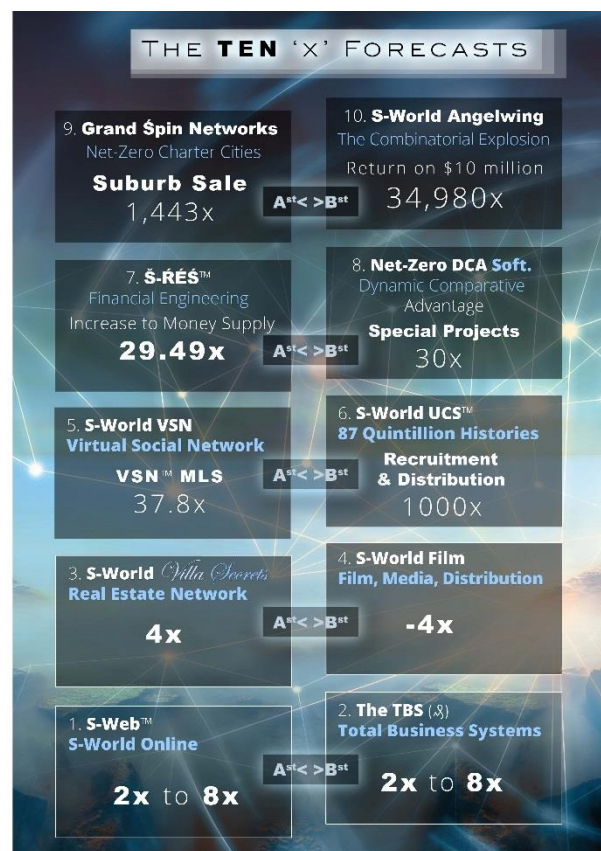 THE TEN 'X' FORECASTS
9. Grand Śpin Networks
Net-Zero Charter Cities
Suburb Sale
1,443x
10. S-World Angelwing
The Combinatorial Explosion
Return on $10 million
34,980x
Aˢᵗ< >Bˢᵗ
7. Š-ŔÉŚ™
Financial Engineering
Increase to Money Supply
29.49x
8. Net-Zero DCA Soft.
Dynamic Comparative
Advantage
Special Projects
30x
Aˢᵗ< >Bˢᵗ
5. S-World VSN
Virtual Social Network
VSN™ MLS
37.8x
6. S-World UCS™
87 Quintillion Histories
Recruitment
& Distribution
1000x
Aˢᵗ< >Bˢᵗ
3. S-World Villa Secrets
Real Estate Network
4x
4. S-World Film
Film, Media, Distribution
-4x
Aˢᵗ< >Bˢᵗ
1. S-Web™
S-World Online
2x to 8x
2. The TBS (𝒮)
Total Business Systems
2x to 8x
Aˢᵗ< >Bˢᵗ